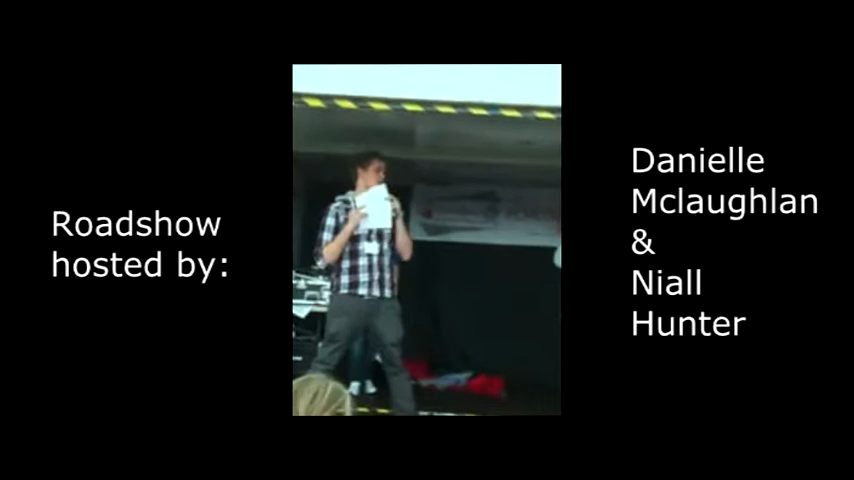 Roadshow
hosted by:
Danielle
Mclaughlan
&
Niall
Hunter